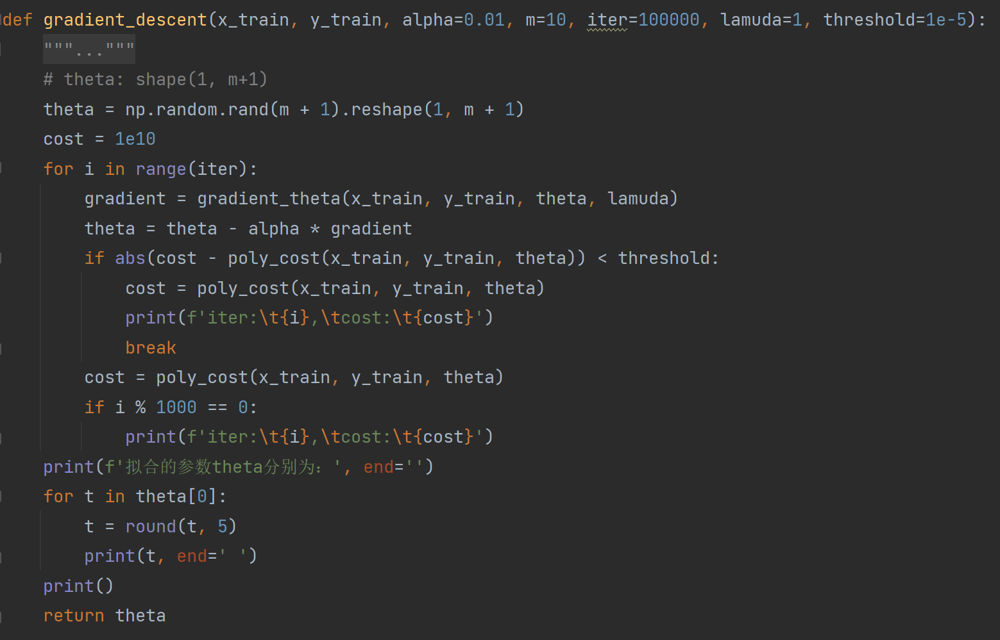 def gradient_descent(x_train, y_train, alpha=0.01, m=10, iter=100000, lamuda=1, threshold=1e-5):
    """..."""
    # theta: shape(1, m+1)
    theta = np.random.rand(m + 1).reshape(1, m + 1)
    cost = 1e10
    for i in range(iter):
        gradient = gradient_theta(x_train, y_train, theta, lamuda)
        theta = theta - alpha * gradient
        if abs(cost - poly_cost(x_train, y_train, theta)) < threshold:
            cost = poly_cost(x_train, y_train, theta)
            print(f'iter:\t{i},\tcost:\t{cost}')
            break
        cost = poly_cost(x_train, y_train, theta)
        if i % 1000 == 0:
            print(f'iter:\t{i},\tcost:\t{cost}')
    print(f'拟合的参数theta分别为：', end='')
    for t in theta[0]:
        t = round(t, 5)
        print(t, end=' ')
    print()
    return theta